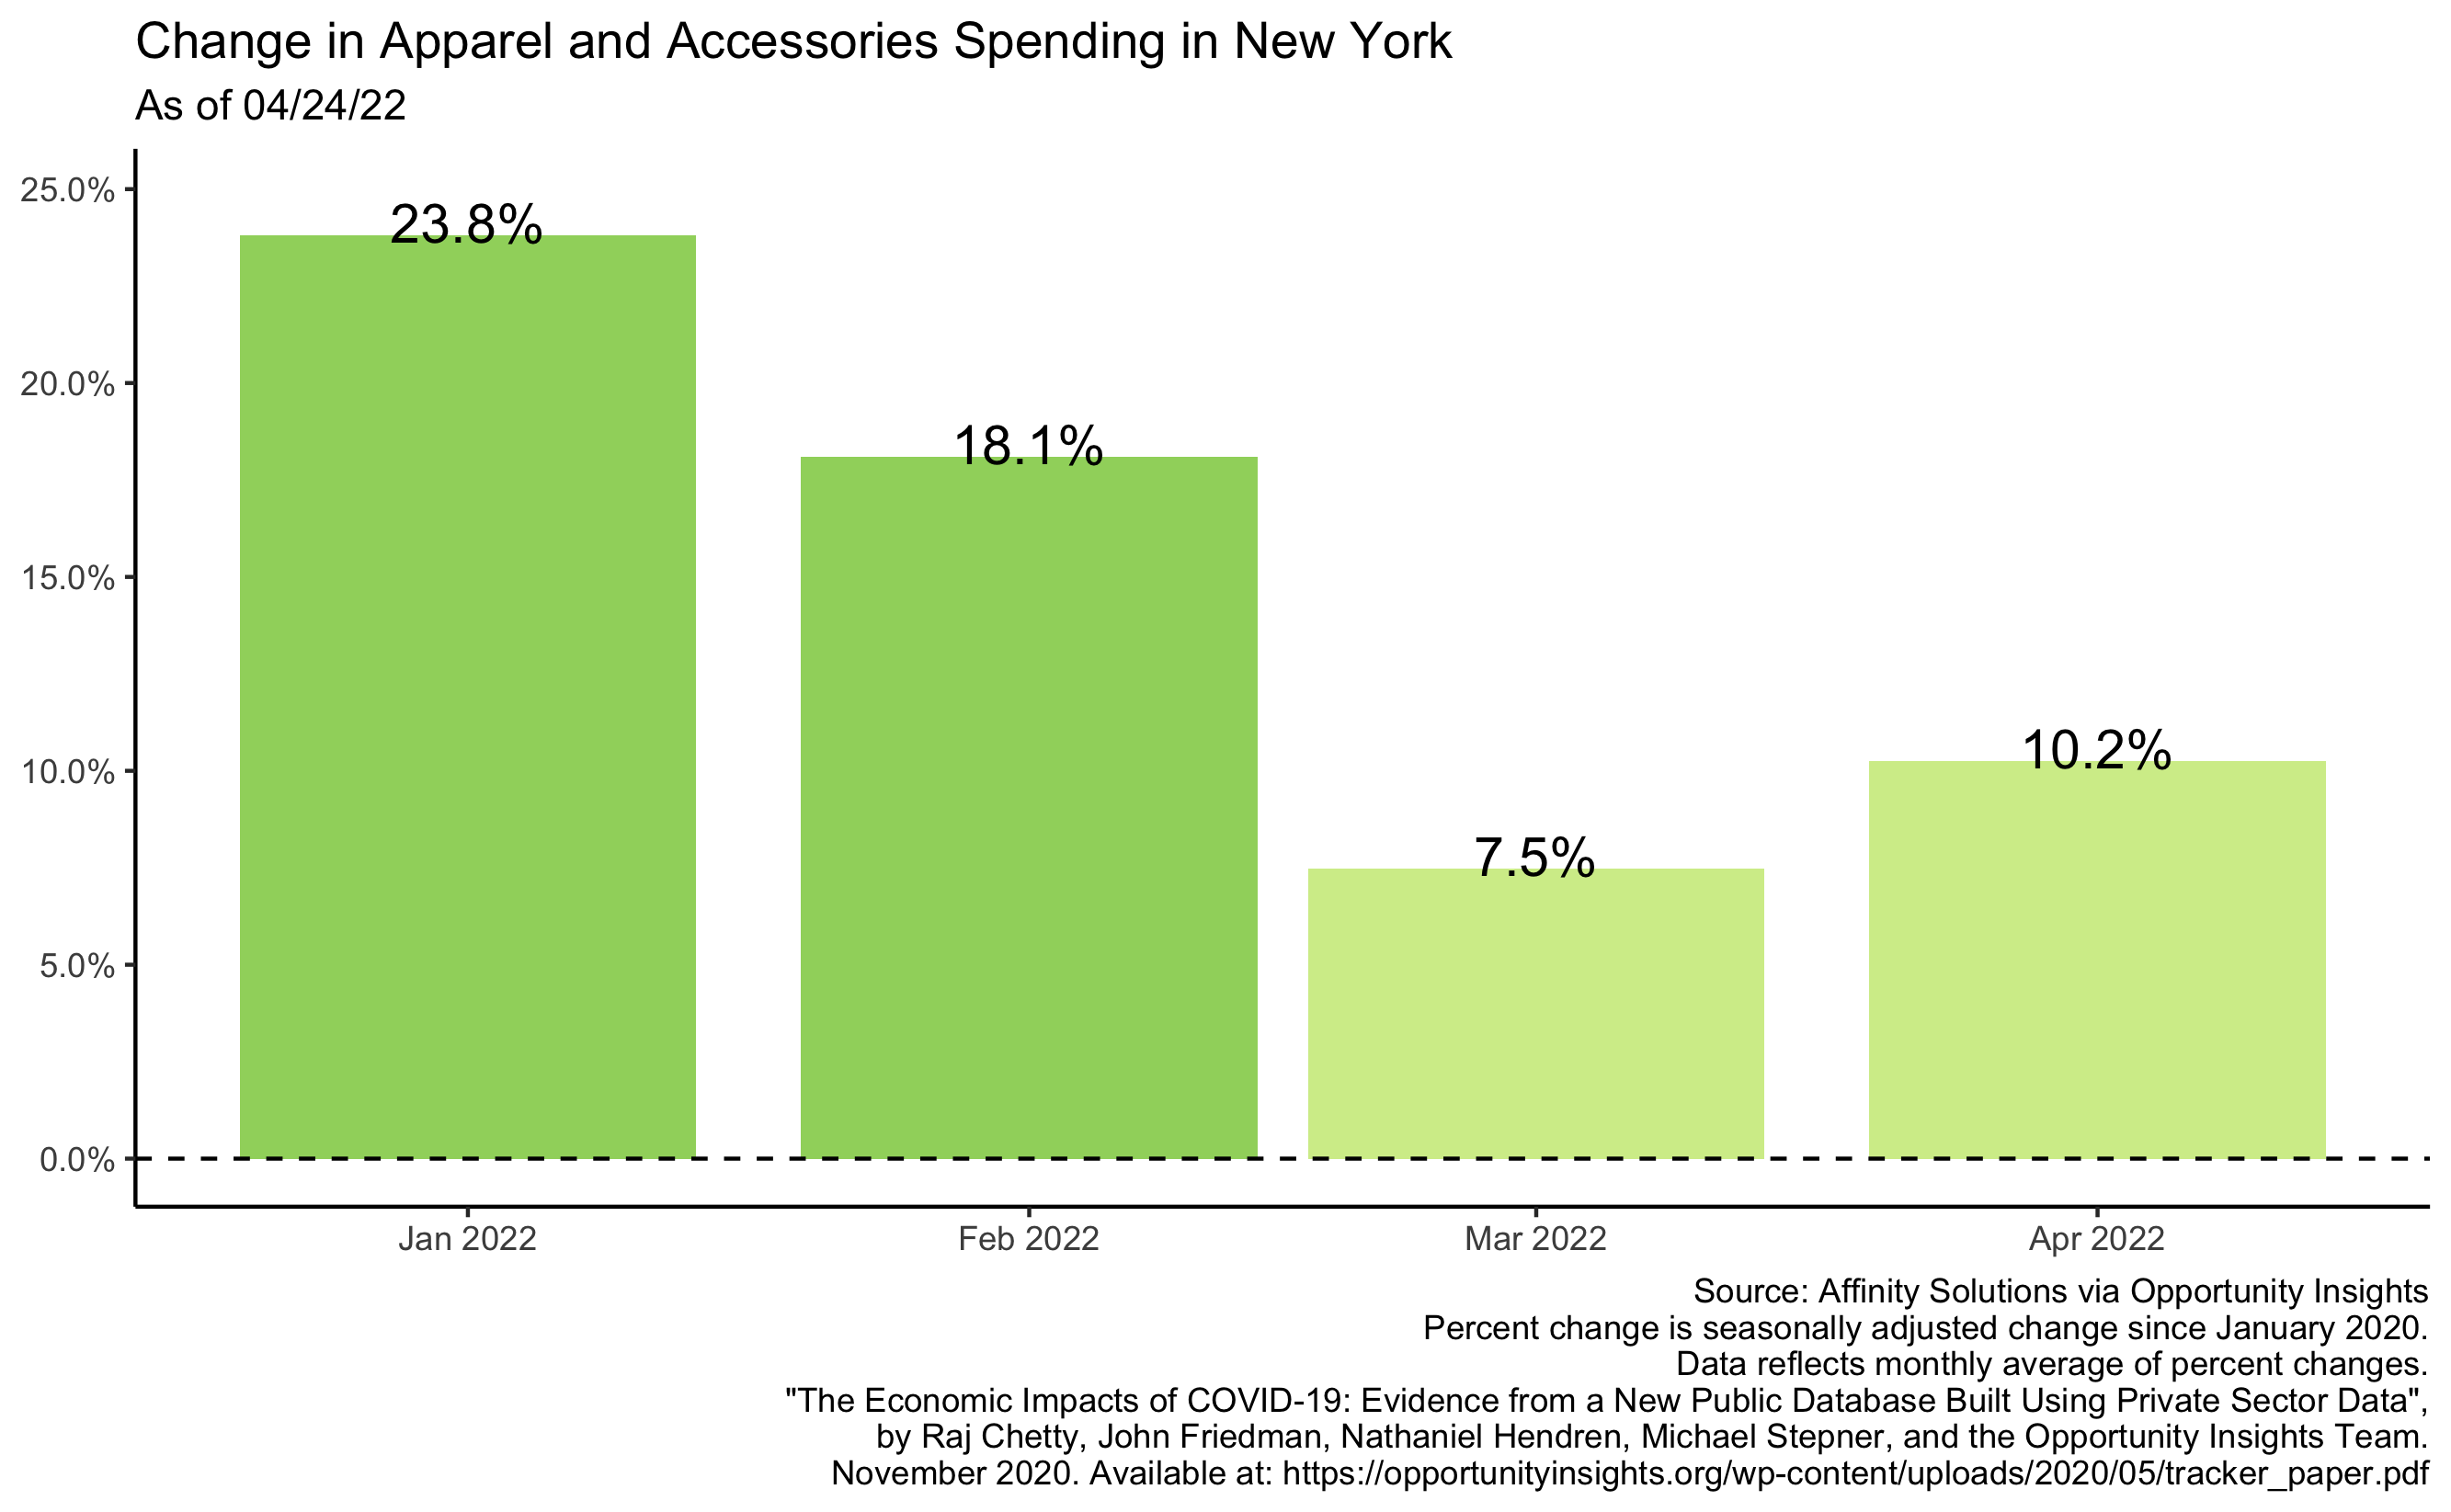 Change in Apparel and Accessories Spending in New York
As of 04/24/22
25.0%
20.0%
15.0%
10.0%
5.0%
0.0%
23.8%
18.1%
7.5%
10.2%
Jan 2022
Feb 2022
Mar 2022
Apr 2022
Source: Affinity Solutions via Opportunity Insights
Percent change is seasonally adjusted change since January 2020.
Data reflects monthly average of percent changes.
"The Economic Impacts of COVID-19: Evidence from a New Public Database Built Using Private Sector Data",
by Raj Chetty, John Friedman, Nathaniel Hendren, Michael Stepner, and the Opportunity Insights Team.
November 2020. Available at: https://opportunityinsights.org/wp-content/uploads/2020/05/tracker_paper.pdf